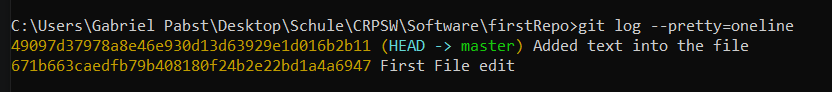 C:\Users\Gabriel Pabst\Desktop\Schule\CRPSW\Software\firstRepo>git log --pretty=oneline
49097d37978a8e46e930d13d63929e1d016b2b11 (HEAD -> master) Added text into the file
671b663caedfb79b408180f24b2e22bd1a4a6947 First File edit